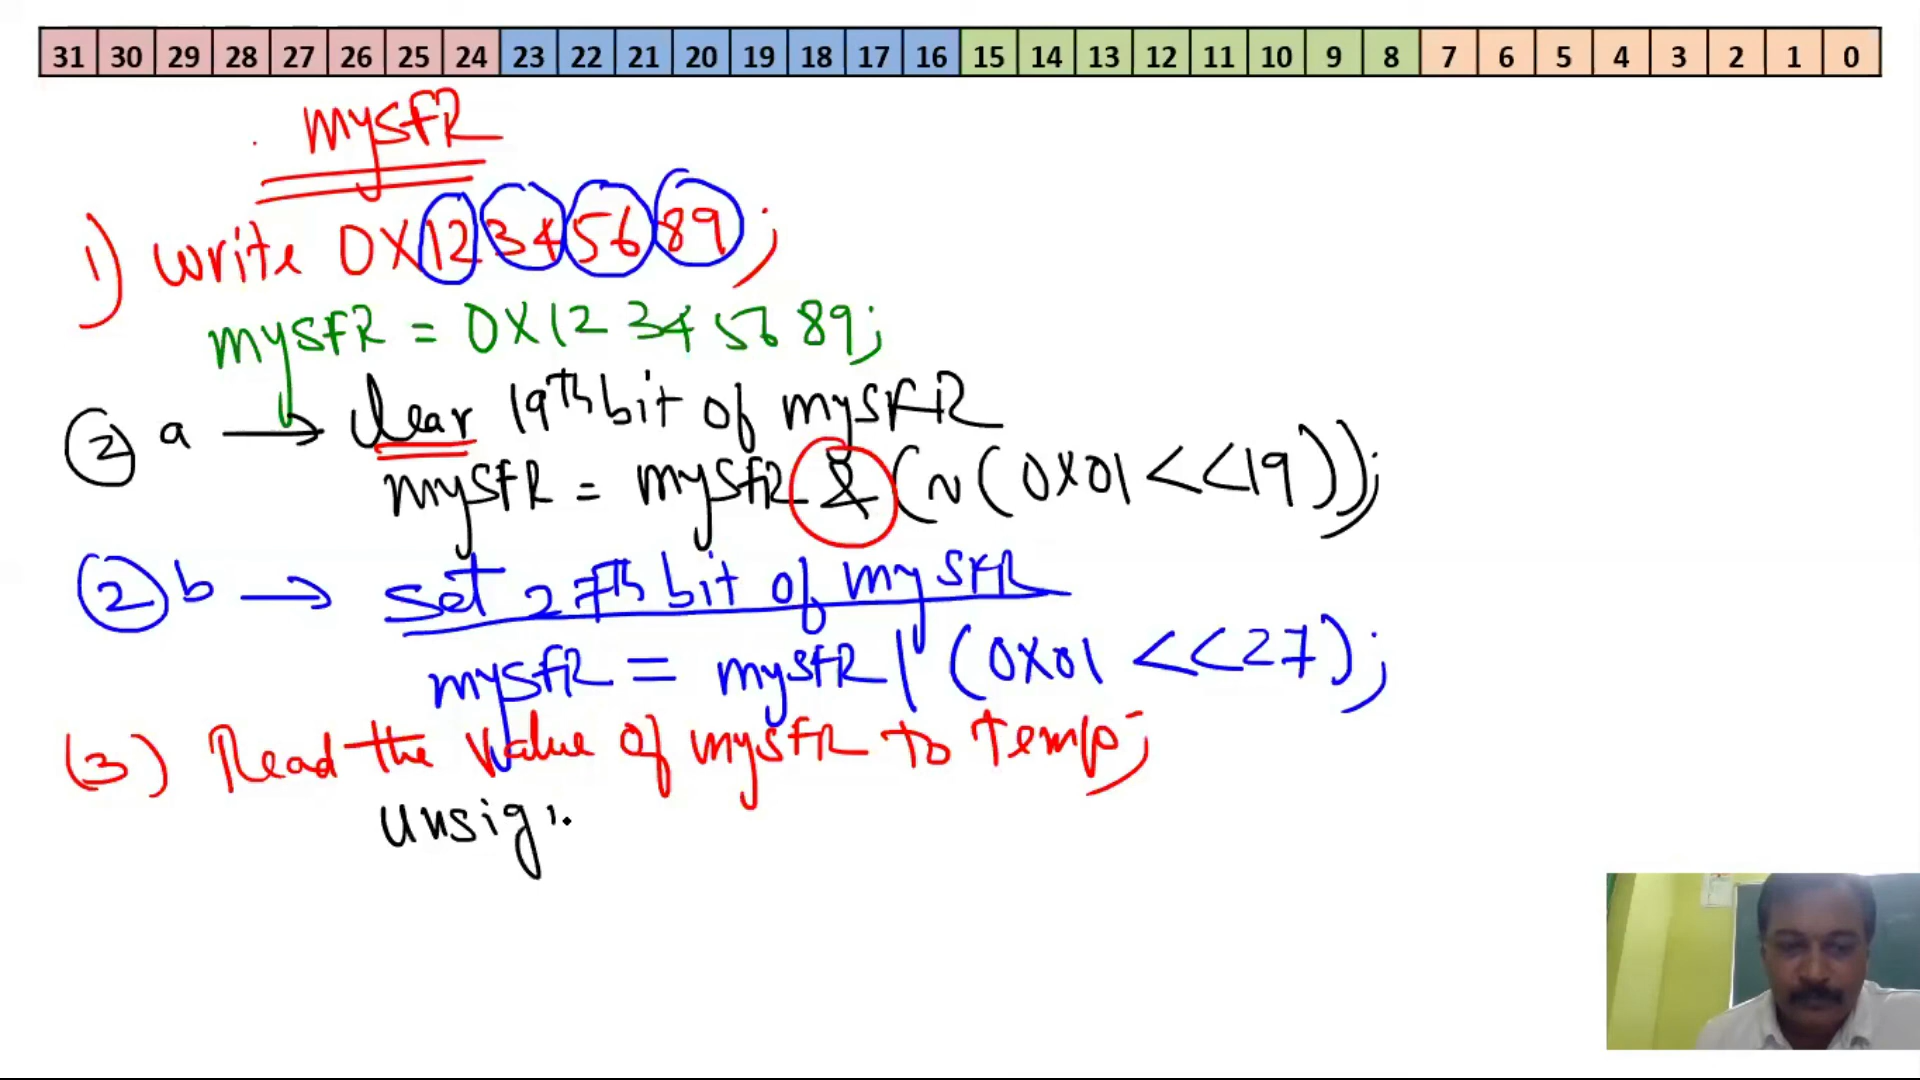 31 30 29 28 27 26 25 24 23 22 21 20 19 18 17 16 15 14 13 12 11 10 9 8 7 6 5 4 3 2 1 0
mySFR
1) write 0X12345689;
mySFR = 0X12345689;
2 a → Clear 19th bit of mySFR
mySFR = mySFR & (~(0X01<<19));
2 b → set 27th bit of mySFR
mySFR = mySFR | (0X01 <<27);
(3) Read the value of mySFR to temp;
unsig